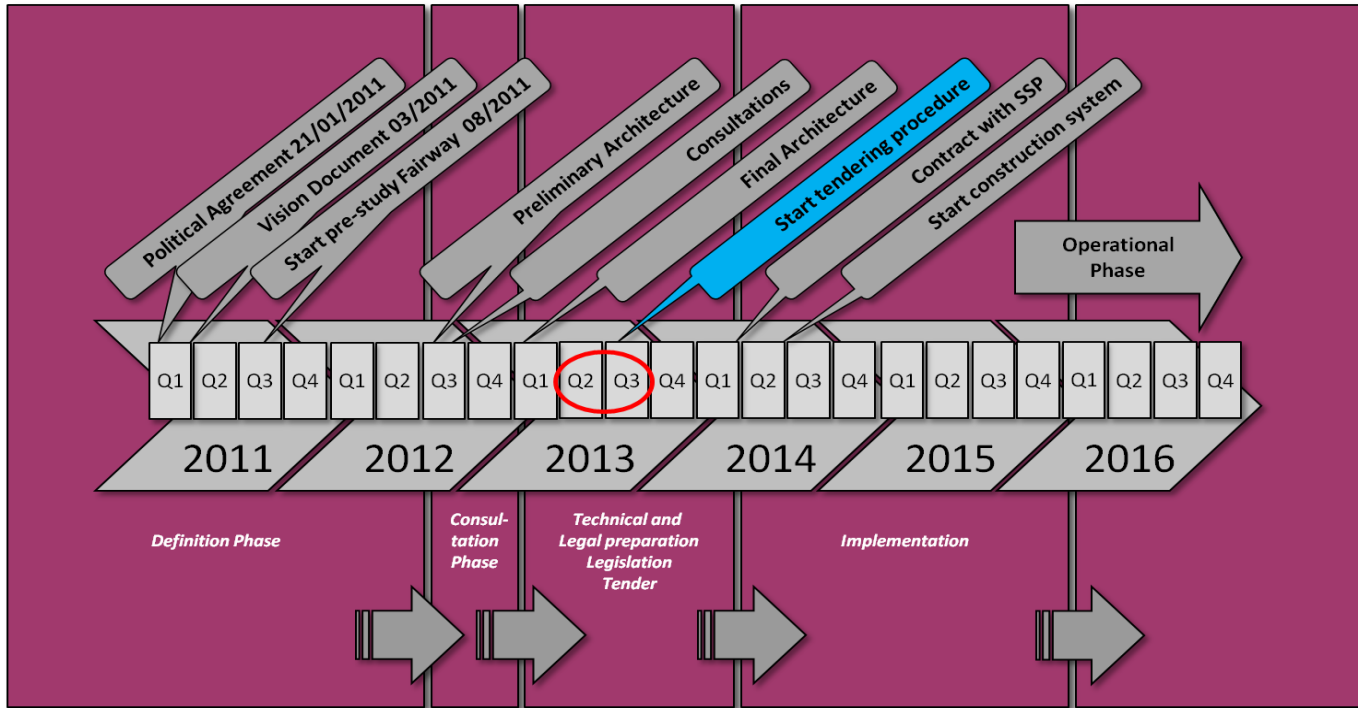 Political Agreement 21/01/2011
Vision Document 03/2011
Start pre-study Fairway 08/2011
Preliminary Architecture
Consultations
Final Architecture
Start tendering procedure
Contract with SSP
Start construction system
Operational
Phase
Q1 Q2 Q3 Q4 Q1 Q2 Q3 Q4 Q1 Q2 Q3 Q4 Q1 Q2 Q3 Q4 Q1 Q2 Q3 Q4 Q1 Q2 Q3 Q4
2011 2012 2013 2014 2015 2016
Definition Phase
Consul-
tation
Phase
Technical and
Legal preparation
Legislation
Tender
Implementation